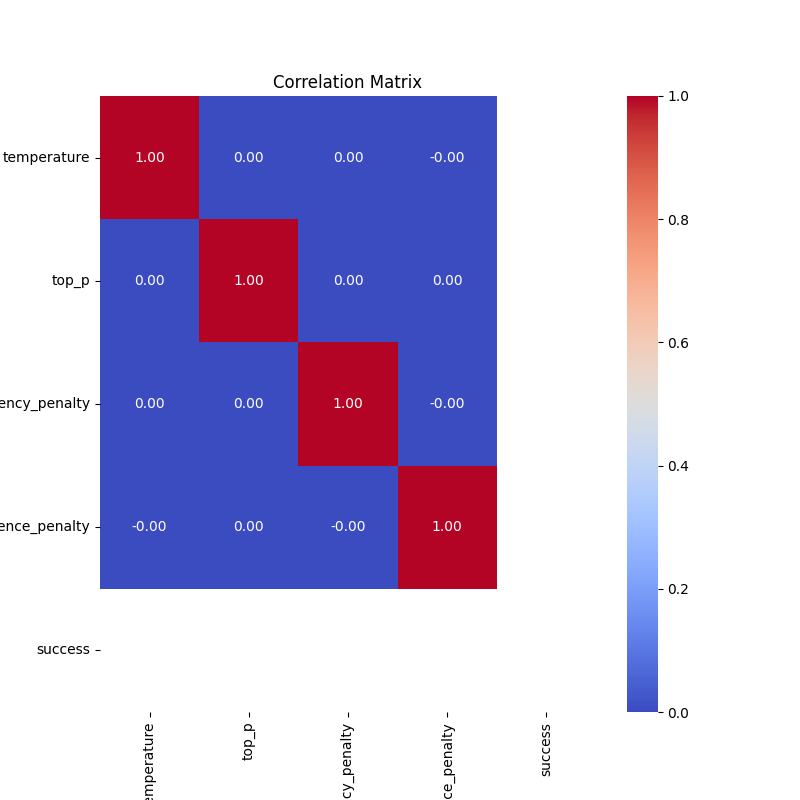 Correlation Matrix
temperature 1.00 0.00 0.00 -0.00
top_p 0.00 1.00 0.00 0.00
ency_penalty 0.00 0.00 1.00 -0.00
ence_penalty -0.00 0.00 -0.00 1.00
success
emperature
top_p
cy_penalty
ce_penalty
success
1.0
0.8
0.6
0.4
0.2
0.0